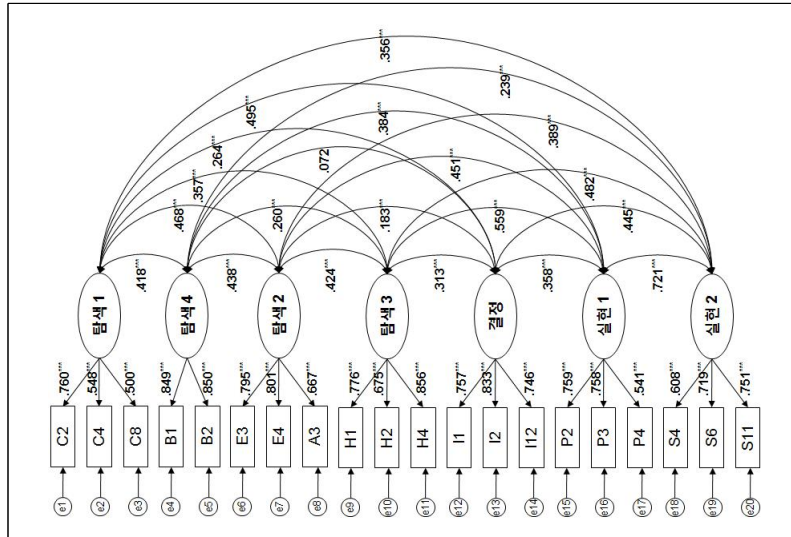 .356***
.239***
.495***
.384***
.389***
.264***
.072
.451***
.482***
.357***
.468***
.260***
.183***
.559***
.445***
.418***
.438***
.424***
.313***
.358***
.721***
탐색 1
탐색 4
탐색 2
탐색 3
결정
실현 1
실현 2
.760***
.548***
.500***
.849***
.850***
.795***
.801***
.667***
.776***
.675***
.856***
.757***
.833***
.746***
.759***
.758***
.541***
.608***
.719***
.751***
C2
C4
C8
B1
B2
E3
E4
A3
H1
H2
H4
I1
I2
I12
P2
P3
P4
S4
S6
S11
e1
e2
e3
e4
e5
e6
e7
e8
e9
e10
e11
e12
e13
e14
e15
e16
e17
e18
e19
e20